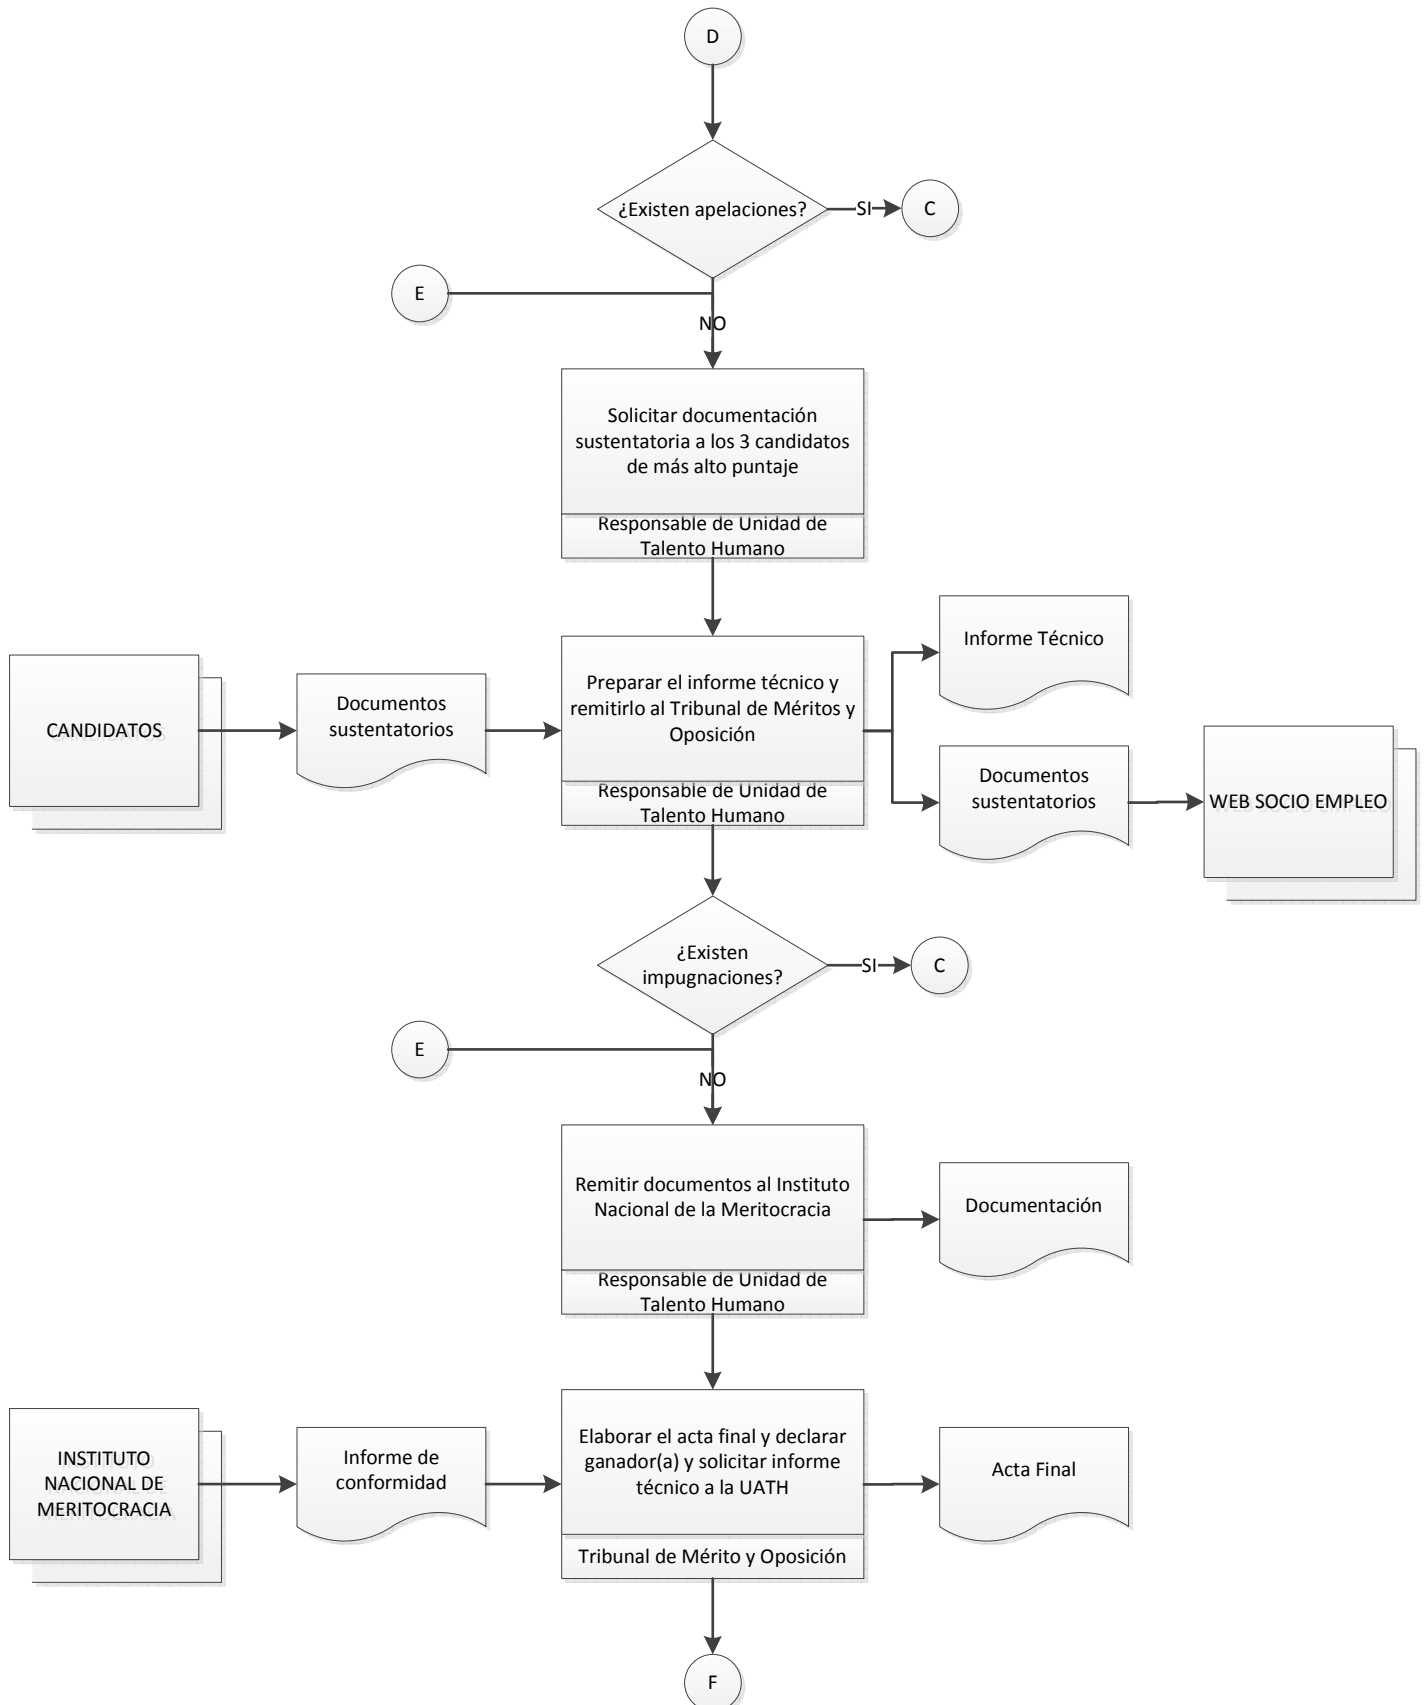 D
¿Existen apelaciones?
SI
C
E
NO
Solicitar documentación
sustentatoria a los 3 candidatos
de más alto puntaje
Responsable de Unidad de
Talento Humano
CANDIDATOS
Documentos
sustentatorios
Preparar el informe técnico y
remitirlo al Tribunal de Méritos y
Oposición
Responsable de Unidad de
Talento Humano
Informe Técnico
Documentos
sustentatorios
WEB SOCIO EMPLEO
¿Existen
impugnaciones?
SI
C
E
NO
Remitir documentos al Instituto
Nacional de la Meritocracia
Responsable de Unidad de
Talento Humano
Documentación
INSTITUTO
NACIONAL DE
MERITOCRACIA
Informe de
conformidad
Elaborar el acta final y declarar
ganador(a) y solicitar informe
técnico a la UATH
Tribunal de Mérito y Oposición
Acta Final
F